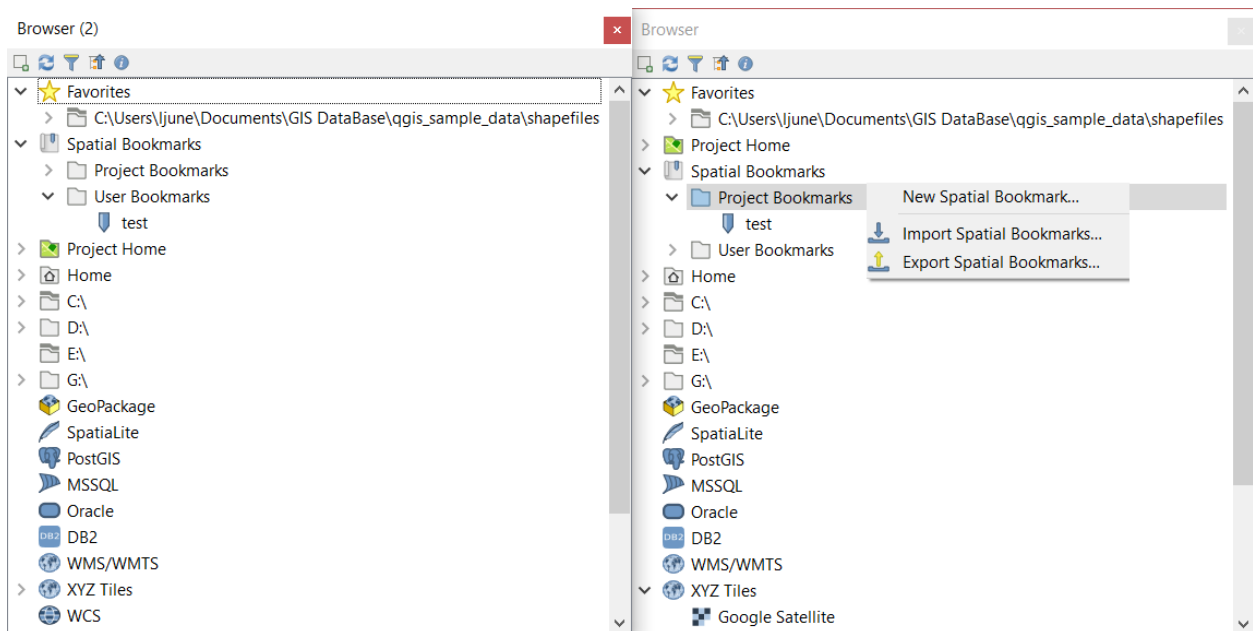 Browser (2)
Favorites
C:\Users\ljune\Documents\GIS DataBase\qgis_sample_data\shapefiles
Spatial Bookmarks
Project Bookmarks
User Bookmarks
test
Project Home
Home
C:\
D:\
E:\
G:\
GeoPackage
SpatiaLite
PostGIS
MSSQL
Oracle
DB2
DB2
WMS/WMTS
XYZ Tiles
WCS
Browser
Favorites
C:\Users\ljune\Documents\GIS DataBase\qgis_sample_data\shapefiles
Project Home
Spatial Bookmarks
Project Bookmarks
test
User Bookmarks
New Spatial Bookmark...
Import Spatial Bookmarks...
Export Spatial Bookmarks...
Home
C:\
D:\
E:\
G:\
GeoPackage
SpatiaLite
PostGIS
MSSQL
Oracle
DB2
DB2
WMS/WMTS
XYZ Tiles
Google Satellite